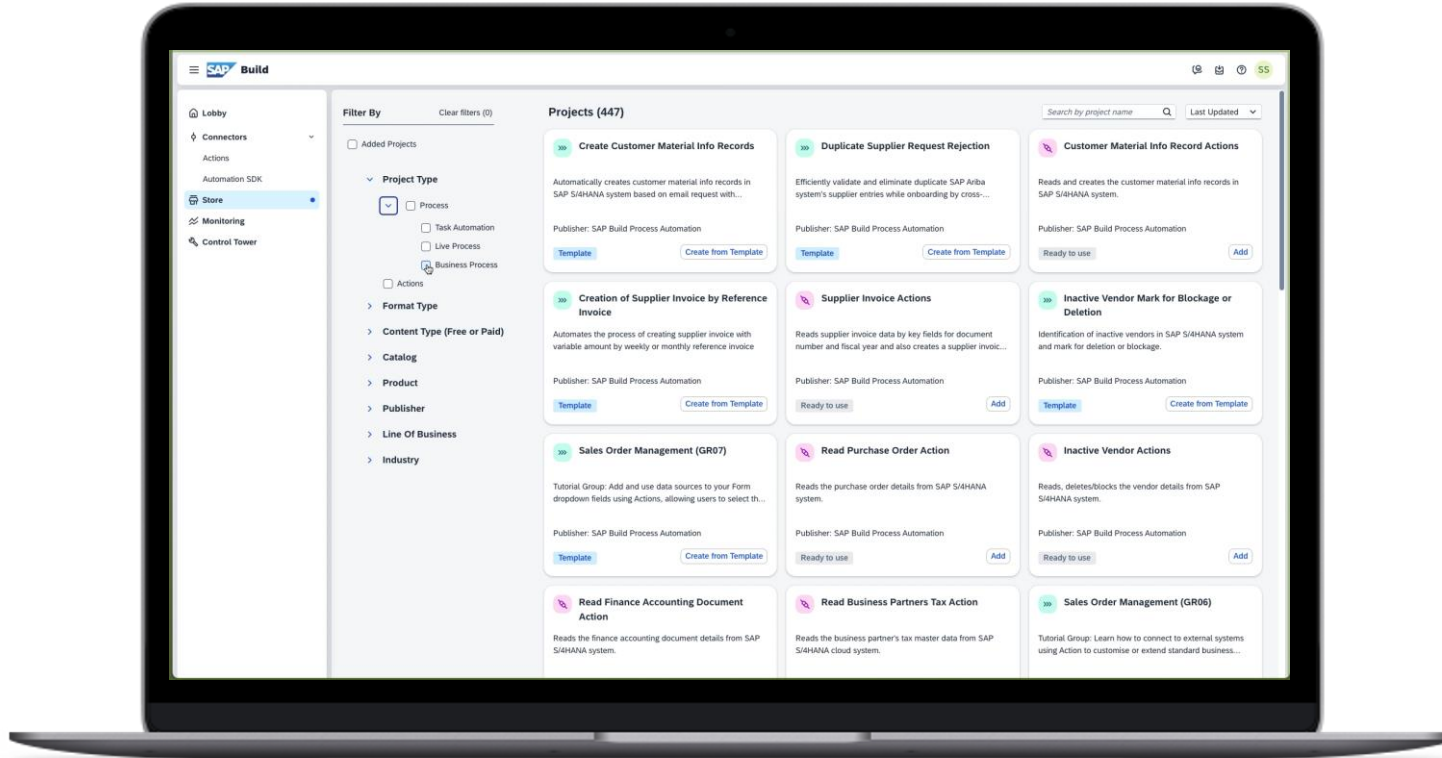 SAP Build
SS
Lobby
Connectors
Actions
Automation SDK
Store
Monitoring
Control Tower
Filter By
Clear filters (0)
Added Projects
Project Type
Process
Task Automation
Live Process
Business Process
Actions
Format Type
Content Type (Free or Paid)
Catalog
Product
Publisher
Line Of Business
Industry
Projects (447)
Search by project name
Last Updated
Create Customer Material Info Records
Automatically creates customer material info records in
SAP S/4HANA system based on email request with...
Publisher: SAP Build Process Automation
Template
Create from Template
Duplicate Supplier Request Rejection
Efficiently validate and eliminate duplicate SAP Ariba
system's supplier entries while onboarding by cross-...
Publisher: SAP Build Process Automation
Template
Create from Template
Customer Material Info Record Actions
Reads and creates the customer material info records in
SAP S/4HANA system.
Publisher: SAP Build Process Automation
Ready to use
Add
Creation of Supplier Invoice by Reference
Invoice
Automates the process of creating supplier invoice with
variable amount by weekly or monthly reference invoice
Publisher: SAP Build Process Automation
Template
Create from Template
Supplier Invoice Actions
Reads supplier invoice data by key fields for document
number and fiscal year and also creates a supplier invoic...
Publisher: SAP Build Process Automation
Ready to use
Add
Inactive Vendor Mark for Blockage or
Deletion
Identification of inactive vendors in SAP S/4HANA system
and mark for deletion or blockage.
Publisher: SAP Build Process Automation
Template
Create from Template
Sales Order Management (GR07)
Tutorial Group: Add and use data sources to your Form
dropdown fields using Actions, allowing users to select th...
Publisher: SAP Build Process Automation
Template
Create from Template
Read Purchase Order Action
Reads the purchase order details from SAP S/4HANA
system.
Publisher: SAP Build Process Automation
Ready to use
Add
Inactive Vendor Actions
Reads, deletes/blocks the vendor details from SAP
S/4HANA system.
Publisher: SAP Build Process Automation
Ready to use
Add
Read Finance Accounting Document
Action
Reads the finance accounting document details from SAP
S/4HANA system.
Read Business Partners Tax Action
Reads the business partner's tax master data from SAP
S/4HANA cloud system.
Sales Order Management (GR06)
Tutorial Group: Learn how to connect to external systems
using Action to customise or extend standard business...